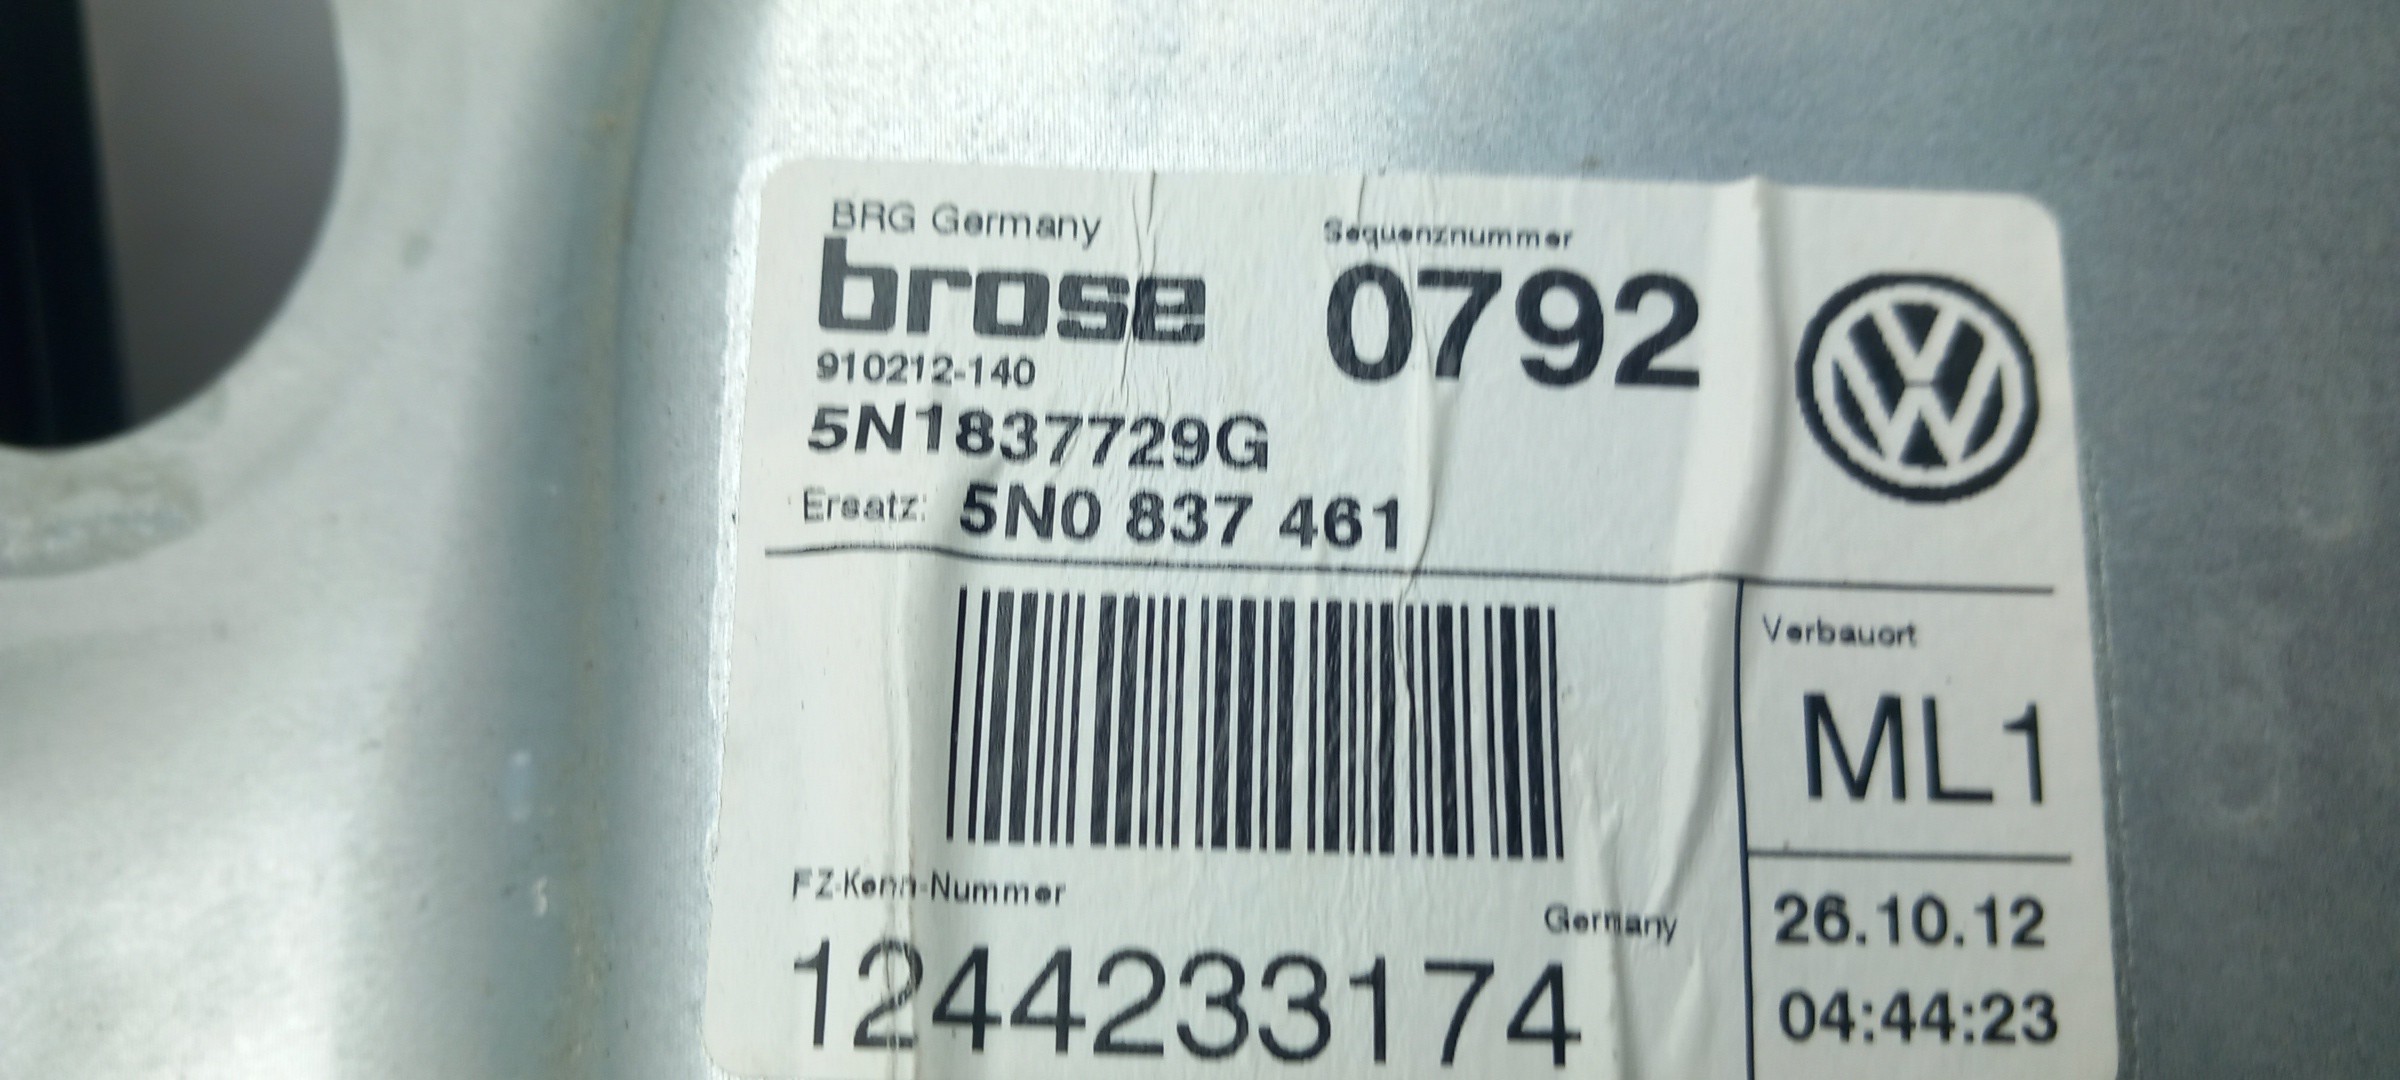 BRG Germany
brose
Sequenznummer
0792
910212-140
5N1837729G
Ersatz: 5N0 837 461
Verbauort
ML1
FZ-Kenn-Nummer
Germany
1244233174
26.10.12
04:44:23